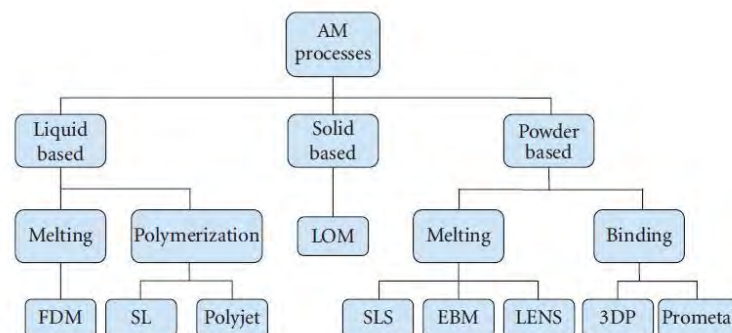 AM
processes
Liquid
based
Solid
based
Powder
based
Melting
Polymerization
LOM
Melting
Binding
FDM
SL
Polyjet
SLS
EBM
LENS
3DP
Prometal